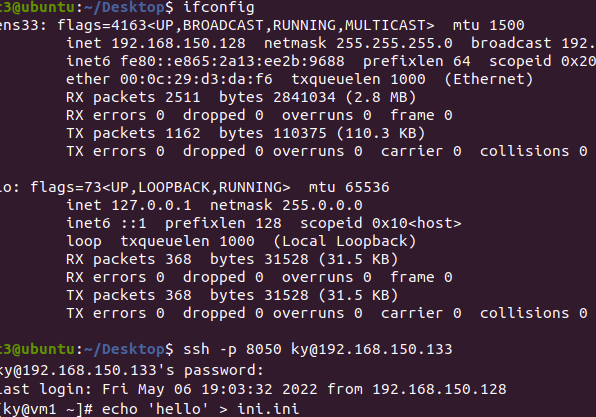 t3@ubuntu:~/Desktop$ ifconfig
ens33: flags=4163<UP,BROADCAST,RUNNING,MULTICAST> mtu 1500
inet 192.168.150.128 netmask 255.255.255.0 broadcast 192.
inet6 fe80::e865:2a13:ee2b:9688 prefixlen 64 scopeid 0x20
ether 00:0c:29:d3:da:f6 txqueuelen 1000 (Ethernet)
RX packets 2511 bytes 2841034 (2.8 MB)
RX errors 0 dropped 0 overruns 0 frame 0
TX packets 1162 bytes 110375 (110.3 KB)
TX errors 0 dropped 0 overruns 0 carrier 0 collisions 0
lo: flags=73<UP,LOOPBACK,RUNNING> mtu 65536
inet 127.0.0.1 netmask 255.0.0.0
inet6 ::1 prefixlen 128 scopeid 0x10<host>
loop txqueuelen 1000 (Local Loopback)
RX packets 368 bytes 31528 (31.5 KB)
RX errors 0 dropped 0 overruns 0 frame 0
TX packets 368 bytes 31528 (31.5 KB)
TX errors 0 dropped 0 overruns 0 carrier 0 collisions 0
t3@ubuntu:~/Desktop$ ssh -p 8050 ky@192.168.150.133
ky@192.168.150.133's password:
Last login: Fri May 06 19:03:32 2022 from 192.168.150.128
[ky@vm1 ~]# echo 'hello' > ini.ini